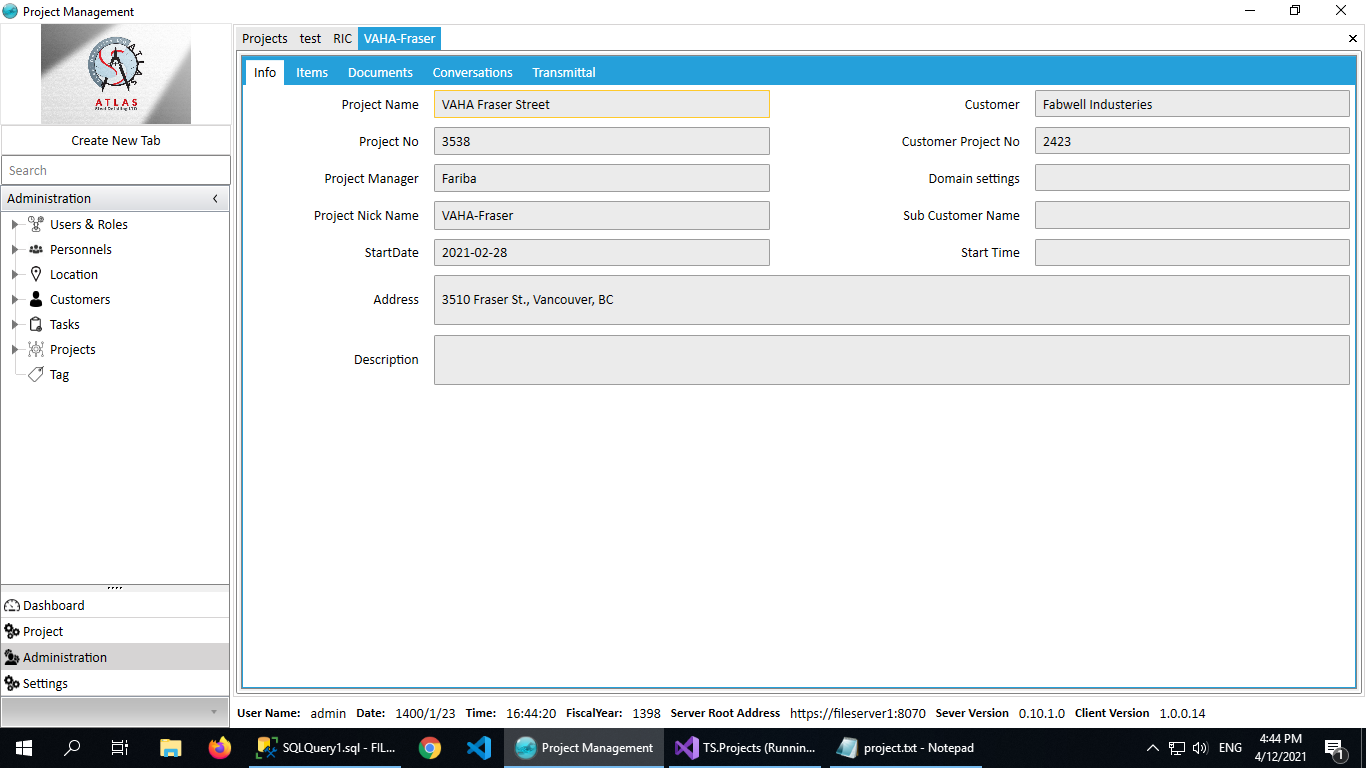 Project Management
ATLAS
Create New Tab
Search
Administration
Users & Roles
Personnels
Location
Customers
Tasks
Projects
Tag
Dashboard
Project
Administration
Settings
Projects test RIC VAHA-Fraser
Info Items Documents Conversations Transmittal
Project Name VAHA Fraser Street Customer Fabwell Industeries
Project No 3538 Customer Project No 2423
Project Manager Fariba Domain settings
Project Nick Name VAHA-Fraser Sub Customer Name
StartDate 2021-02-28 Start Time
Address 3510 Fraser St., Vancouver, BC
Description
User Name: admin Date: 1400/1/23 Time: 16:44:20 FiscalYear: 1398 Server Root Address https://fileserver1:8070 Sever Version 0.10.1.0 Client Version 1.0.0.14
SQLQuery1.sql - FIL... Project Management TS.Projects (Runnin... project.txt - Notepad ENG 4:44 PM
4/12/2021
1